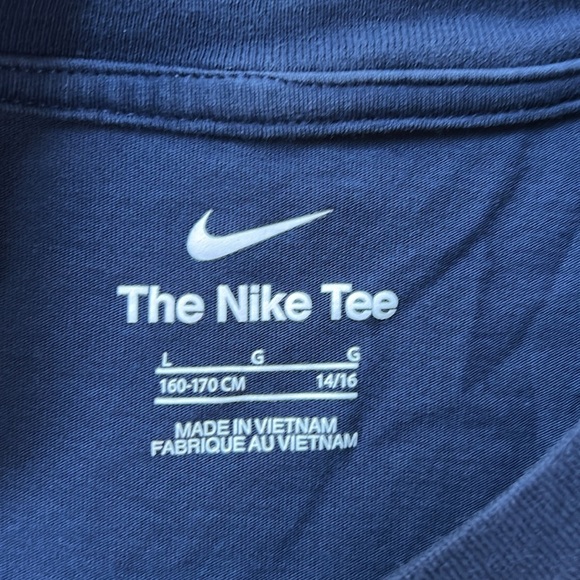 The Nike Tee
L G G
160-170 CM 14/16
MADE IN VIETNAM
FABRIQUE AU VIETNAM